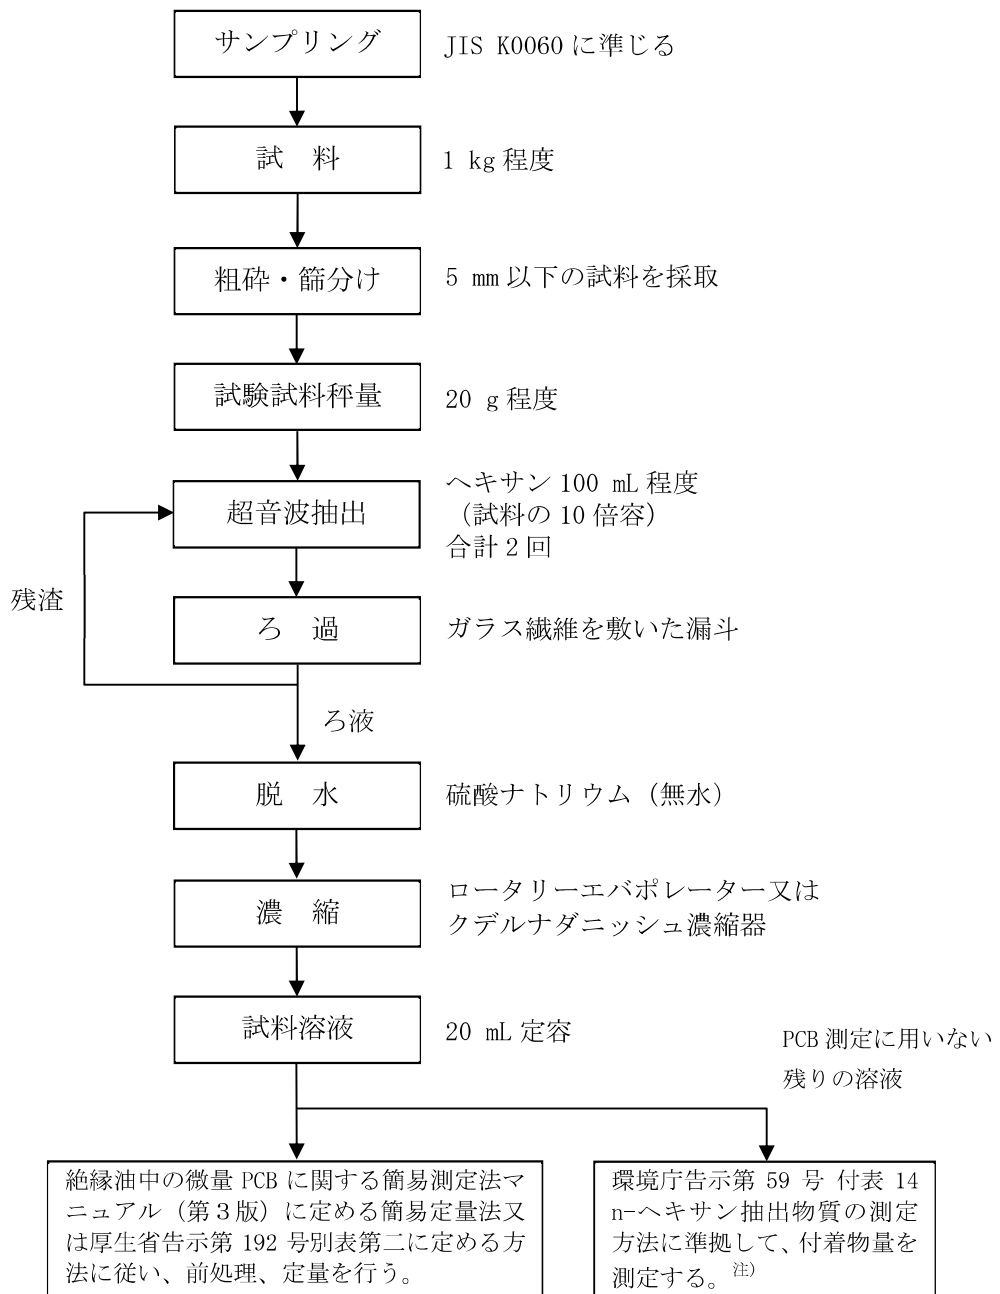 サンプリング
JIS K0060 に準じる
試　料
1 kg 程度
粗砕・篩分け
5 mm 以下の試料を採取
試験試料秤量
20 g 程度
超音波抽出
ヘキサン 100 mL 程度
（試料の 10 倍容）
合計２回
残渣
ろ　過
ガラス繊維を敷いた漏斗
ろ液
脱　水
硫酸ナトリウム（無水）
濃　縮
ロータリーエバポレーター又は
クデルナダニッシュ濃縮器
試料溶液
20 mL 定容
PCB 測定に用いない
残りの溶液
絶縁油中の微量 PCB に関する簡易測定法マ
ニュアル（第３版）に定める簡易定量法又
は厚生省告示第 192 号別表第二に定める方
法に従い、前処理、定量を行う。
環境庁告示第 59 号 付表 14
n-ヘキサン抽出物質の測定
方法に準拠して、付着物量を
測定する。注）